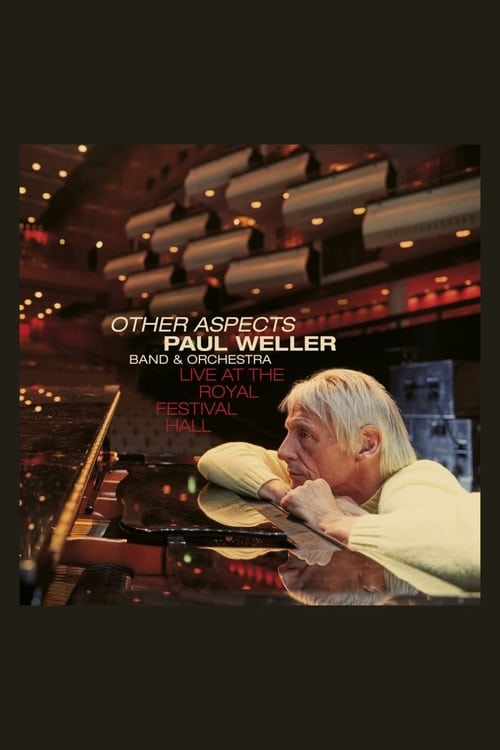 OTHER ASPECTS
PAUL WELLER
BAND & ORCHESTRA
LIVE AT THE
ROYAL
FESTIVAL
HALL